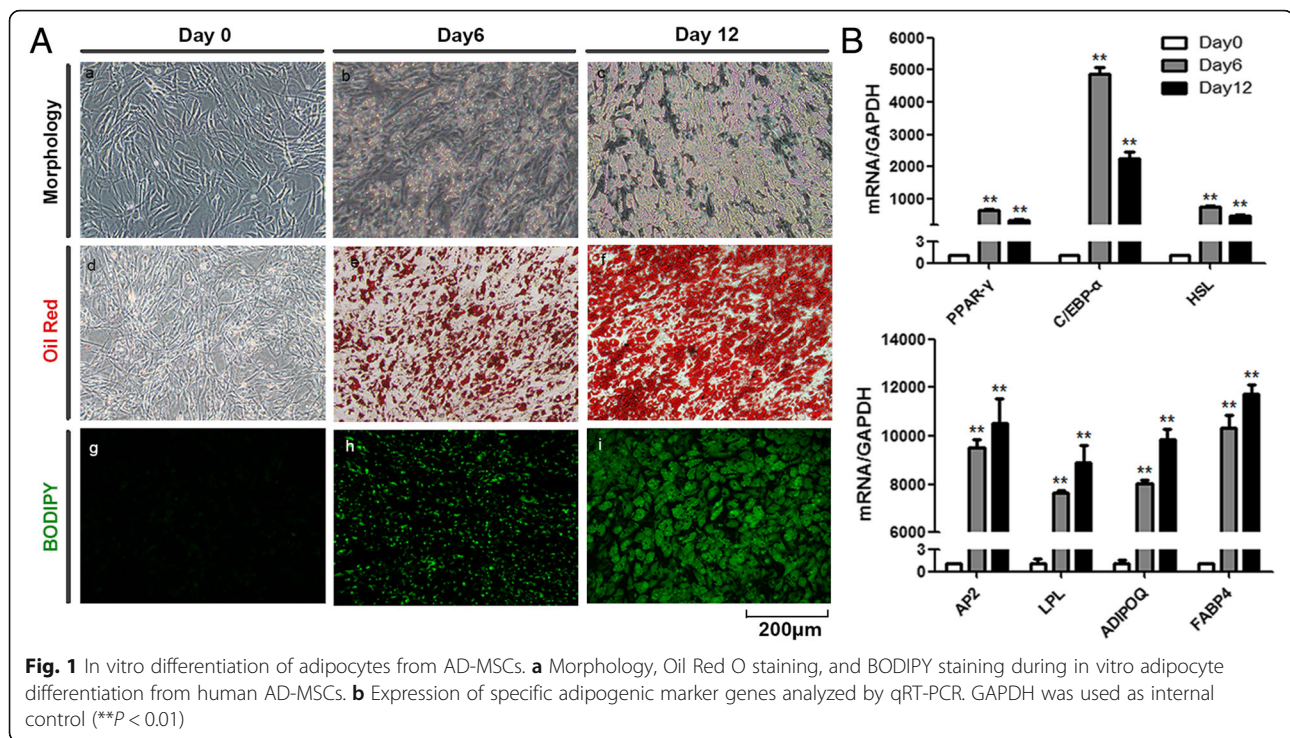 A
Day 0
Day6
Day 12
Morphology
a
b
c
Oil Red
d
e
f
BODIPY
g
h
i
200μm
B
mRNA/GAPDH
6000
5000
4000
3000
2000
1000
3
0
Day0
Day6
Day12
**
**
**
**
**
**
PPAR-γ
C/EBP-α
HSL
mRNA/GAPDH
14000
12000
10000
8000
6000
3
0
**
**
**
**
**
**
**
**
AP2
LPL
ADIPOQ
FABP4
Fig. 1 In vitro differentiation of adipocytes from AD-MSCs. a Morphology, Oil Red O staining, and BODIPY staining during in vitro adipocyte
differentiation from human AD-MSCs. b Expression of specific adipogenic marker genes analyzed by qRT-PCR. GAPDH was used as internal
control (**P < 0.01)